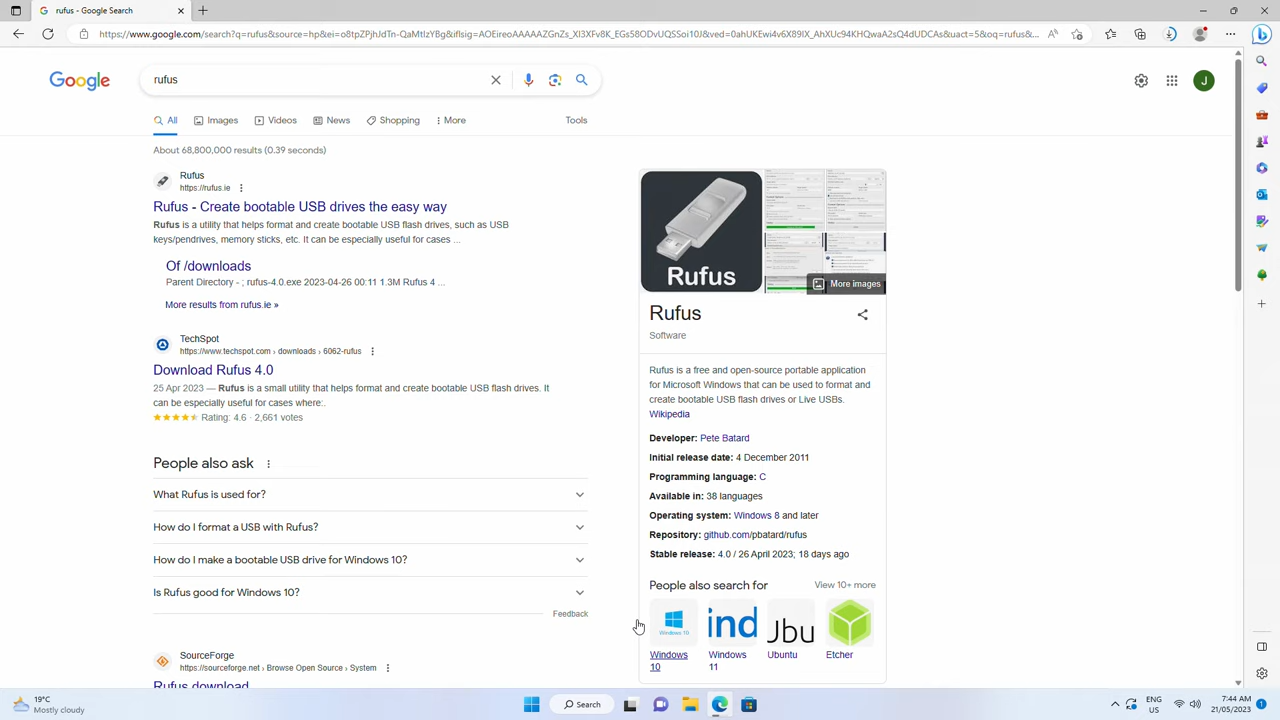 rufus - Google Search
https://www.google.com/search?q=rufus&source=hp&ei=
Google
rufus
All
Images
Videos
News
Shopping
More
Tools
J
About 68,800,000 results (0.39 seconds)
Rufus
https://rufus.ie
Rufus - Create bootable USB drives the easy way
Rufus is a utility that helps format and create bootable USB flash drives, such as USB
keys/pendrives, memory sticks, etc. It can be especially useful for cases ...
Of /downloads
Parent Directory - ; rufus-4.0.exe 2023-04-26 00:11 1.3M Rufus 4 ...
More results from rufus.ie »
TechSpot
https://www.techspot.com › downloads › 6062-rufus
Download Rufus 4.0
25 Apr 2023 — Rufus is a small utility that helps format and create bootable USB flash drives. It
can be especially useful for cases where:.
Rating: 4.6 · 2,661 votes
People also ask
What Rufus is used for?
How do I format a USB with Rufus?
How do I make a bootable USB drive for Windows 10?
Is Rufus good for Windows 10?
Feedback
SourceForge
https://sourceforge.net › Browse Open Source › System
Rufus download
Rufus
More images
Rufus
Software
Rufus is a free and open-source portable application
for Microsoft Windows that can be used to format and
create bootable USB flash drives or Live USBs.
Wikipedia
Developer: Pete Batard
Initial release date: 4 December 2011
Programming language: C
Available in: 38 languages
Operating system: Windows 8 and later
Repository: github.com/pbatard/rufus
Stable release: 4.0 / 26 April 2023; 18 days ago
People also search for
View 10+ more
Windows 10
ind
Jbu
Windows
10
Windows
11
Ubuntu
Etcher
19°C
Mostly cloudy
Search
ENG
US
7:44 AM
21/05/2023
1